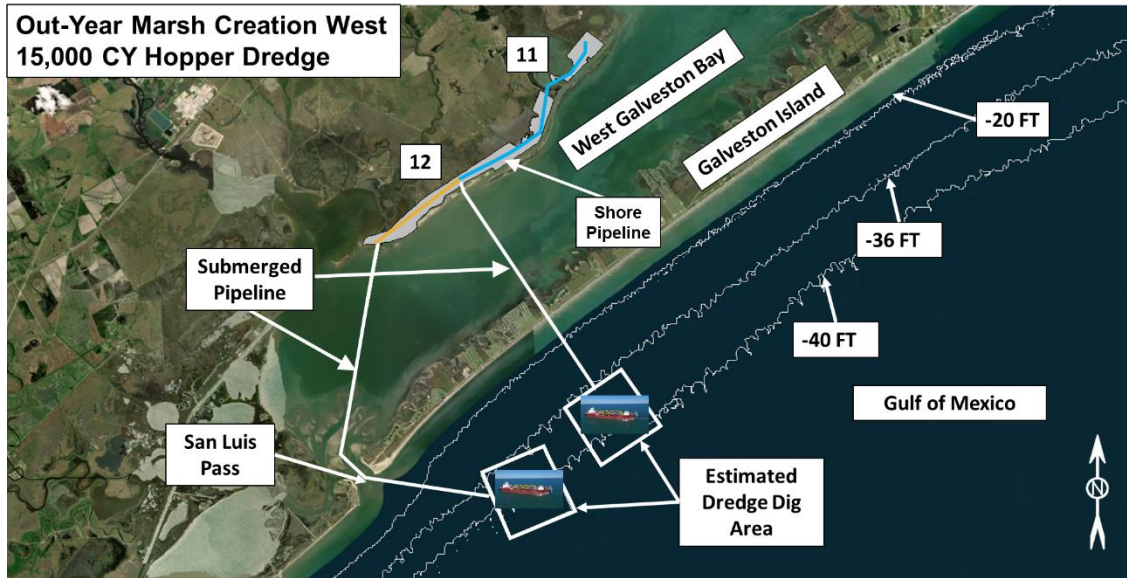 Out-Year Marsh Creation West
15,000 CY Hopper Dredge
11
West Galveston Bay
Galveston Island
-20 FT
12
Shore
Pipeline
-36 FT
Submerged
Pipeline
-40 FT
Gulf of Mexico
San Luis
Pass
Estimated
Dredge Dig
Area
N